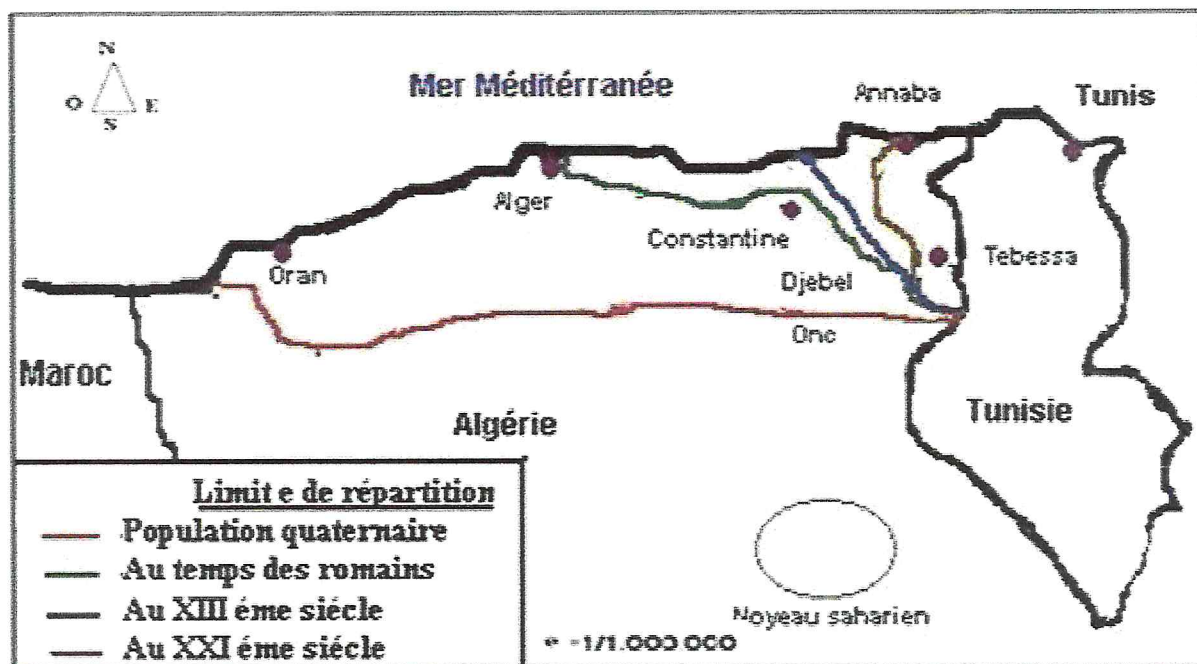 N
O E
S
Mer Méditérranée
Annaba
Tunis
Alger
Constantine
Oran
Djebel
Tebessa
Onc
Maroc
Algérie
Tunisie
Limit e de répartition
Population quaternaire
Au temps des romains
Au XIII éme siécle
Au XXI éme siécle
Noyeau saharien
e =1/1.000 000